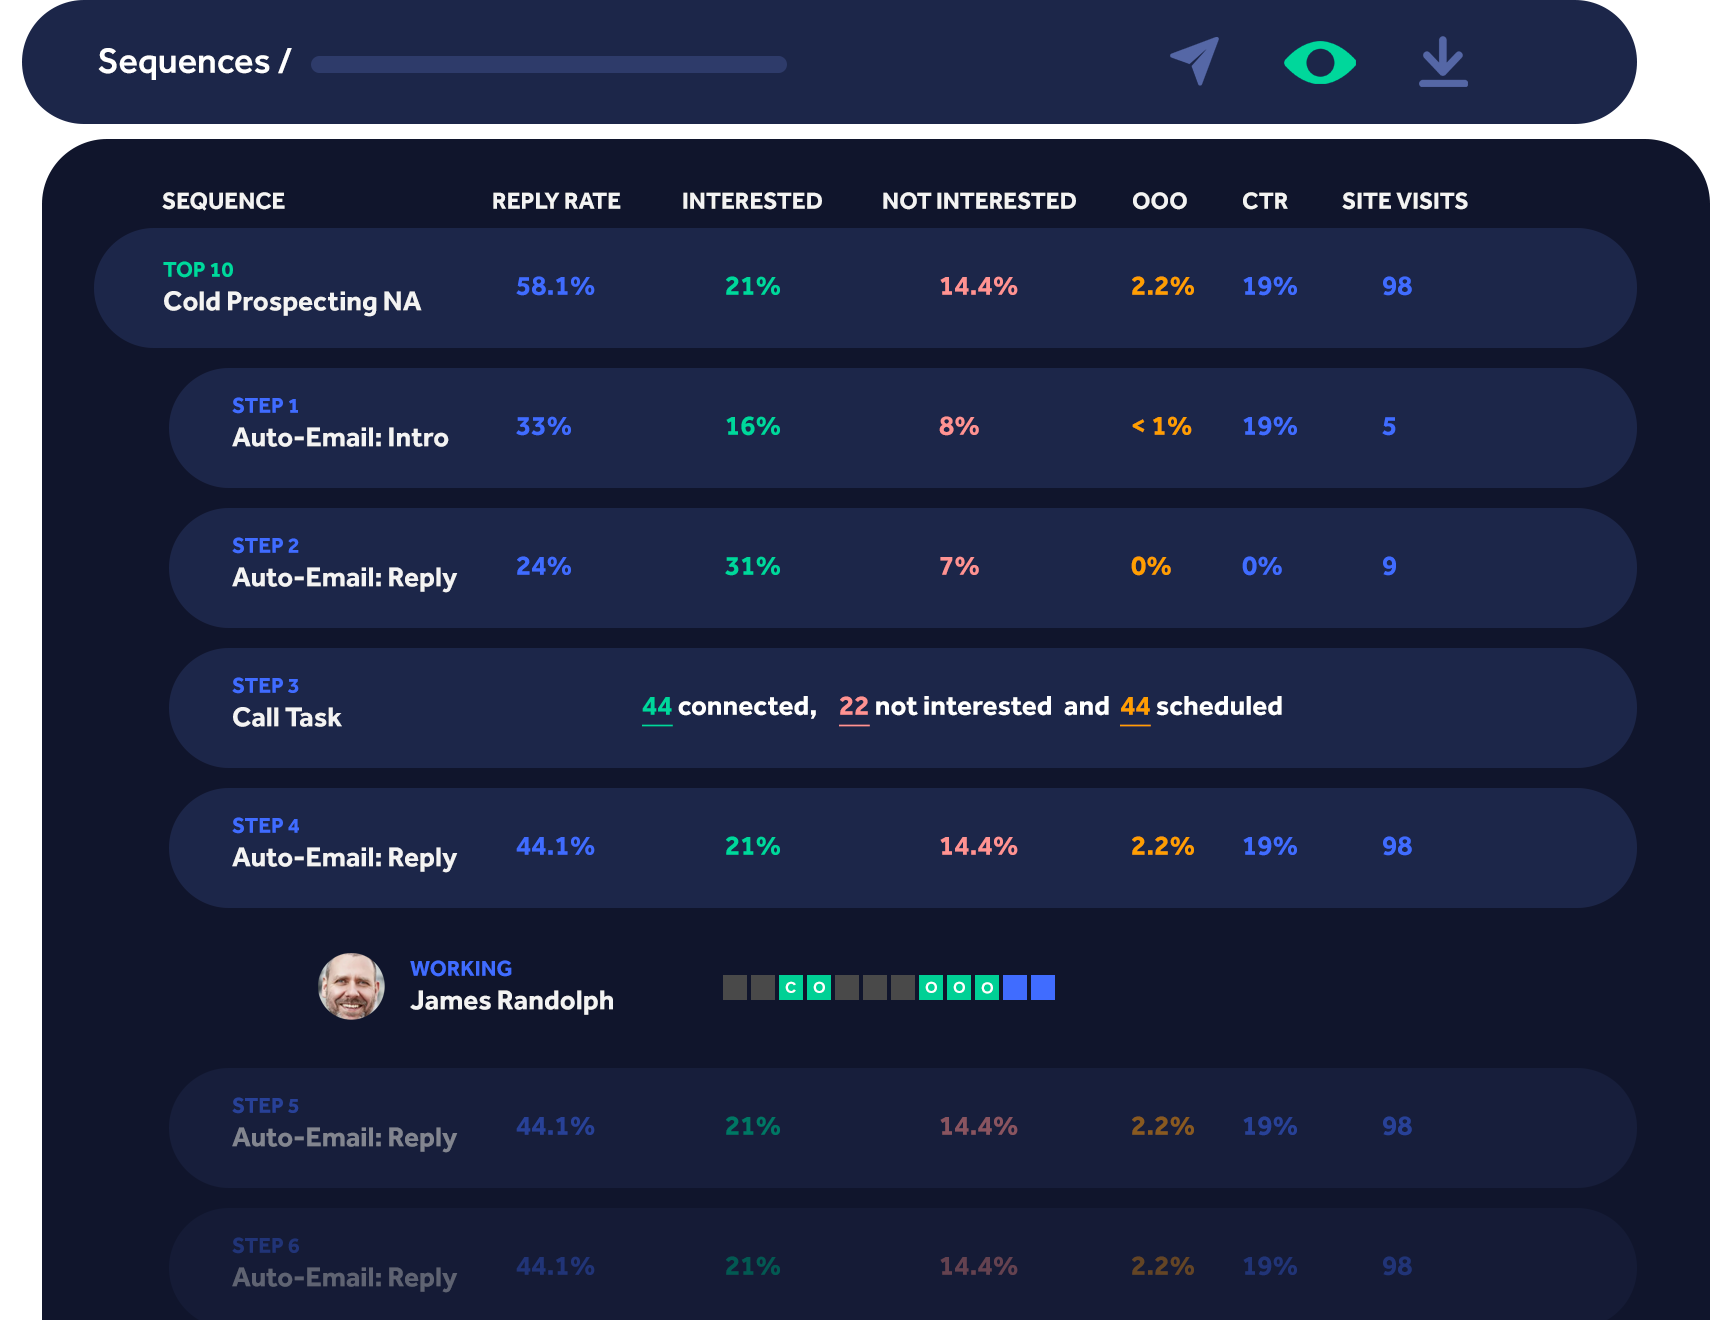 Sequences /
SEQUENCE REPLY RATE INTERESTED NOT INTERESTED OOO CTR SITE VISITS
TOP 10
Cold Prospecting NA 58.1% 21% 14.4% 2.2% 19% 98
STEP 1
Auto-Email: Intro 33% 16% 8% < 1% 19% 5
STEP 2
Auto-Email: Reply 24% 31% 7% 0% 0% 9
STEP 3
Call Task 44 connected, 22 not interested and 44 scheduled
STEP 4
Auto-Email: Reply 44.1% 21% 14.4% 2.2% 19% 98
WORKING
James Randolph C O O O O
STEP 5
Auto-Email: Reply 44.1% 21% 14.4% 2.2% 19% 98
STEP 6
Auto-Email: Reply 44.1% 21% 14.4% 2.2% 19% 98